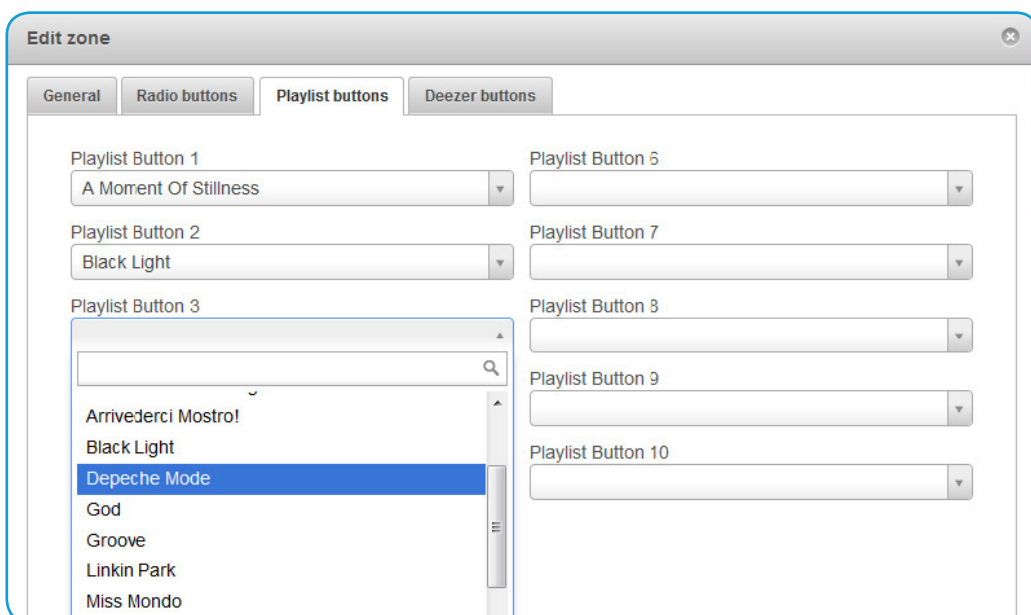 Edit zone
General
Radio buttons
Playlist buttons
Deezer buttons
Playlist Button 1
A Moment Of Stillness
Playlist Button 2
Black Light
Playlist Button 3
Arrivederci Mostro!
Black Light
Depeche Mode
God
Groove
Linkin Park
Miss Mondo
Playlist Button 6
Playlist Button 7
Playlist Button 8
Playlist Button 9
Playlist Button 10